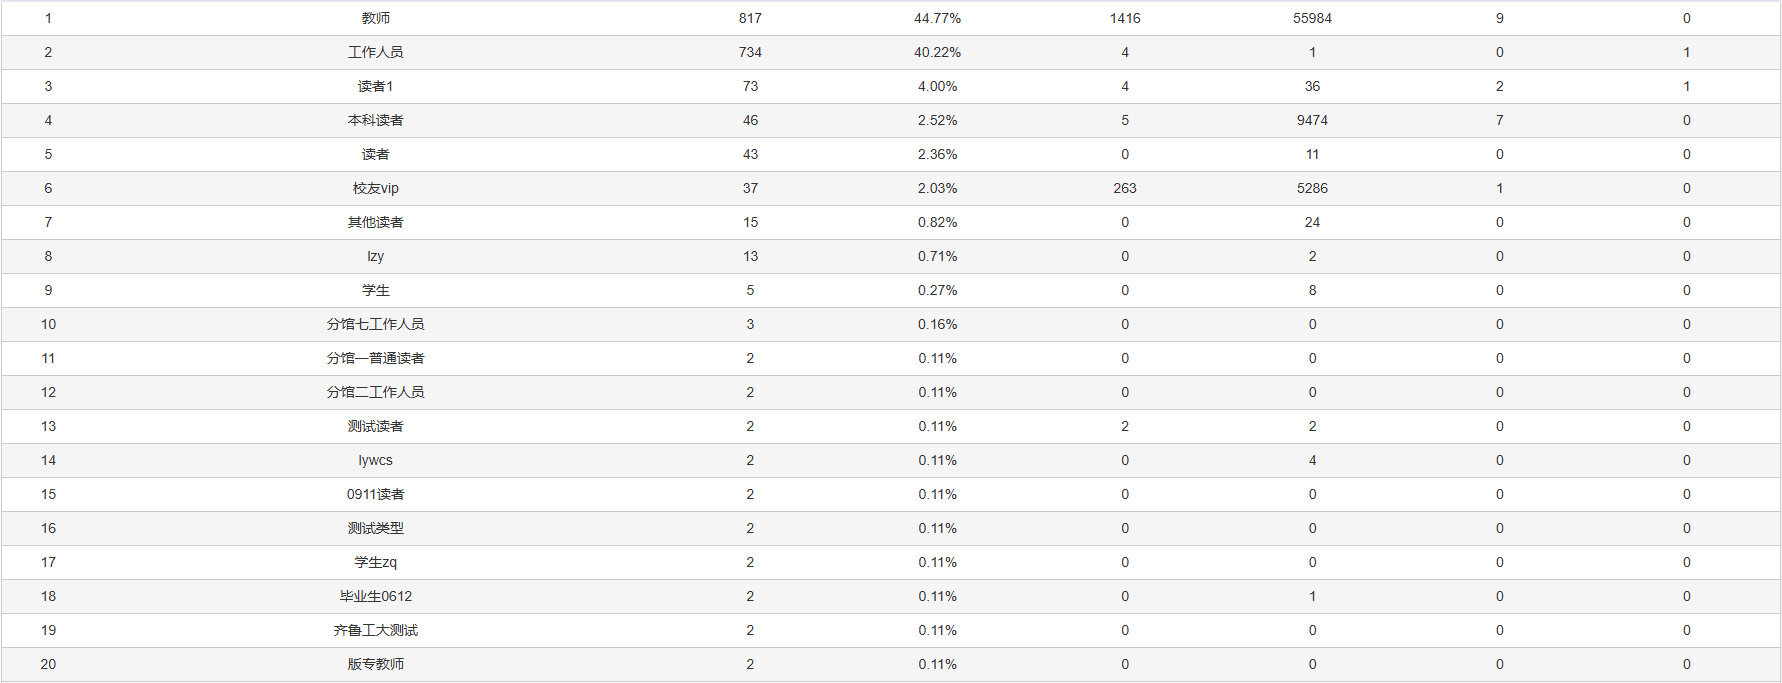 1 教师 817 44.77% 1416 55984 9 0
2 工作人员 734 40.22% 4 1 0 1
3 读者1 73 4.00% 4 36 2 1
4 本科读者 46 2.52% 5 9474 7 0
5 读者 43 2.36% 0 11 0 0
6 校友vip 37 2.03% 263 5286 1 0
7 其他读者 15 0.82% 0 24 0 0
8 lzy 13 0.71% 0 2 0 0
9 学生 5 0.27% 0 8 0 0
10 分馆七工作人员 3 0.16% 0 0 0 0
11 分馆一普通读者 2 0.11% 0 0 0 0
12 分馆二工作人员 2 0.11% 0 0 0 0
13 测试读者 2 0.11% 2 2 0 0
14 lywcs 2 0.11% 0 4 0 0
15 0911读者 2 0.11% 0 0 0 0
16 测试类型 2 0.11% 0 0 0 0
17 学生zq 2 0.11% 0 0 0 0
18 毕业生0612 2 0.11% 0 1 0 0
19 齐鲁工大测试 2 0.11% 0 0 0 0
20 版专教师 2 0.11% 0 0 0 0